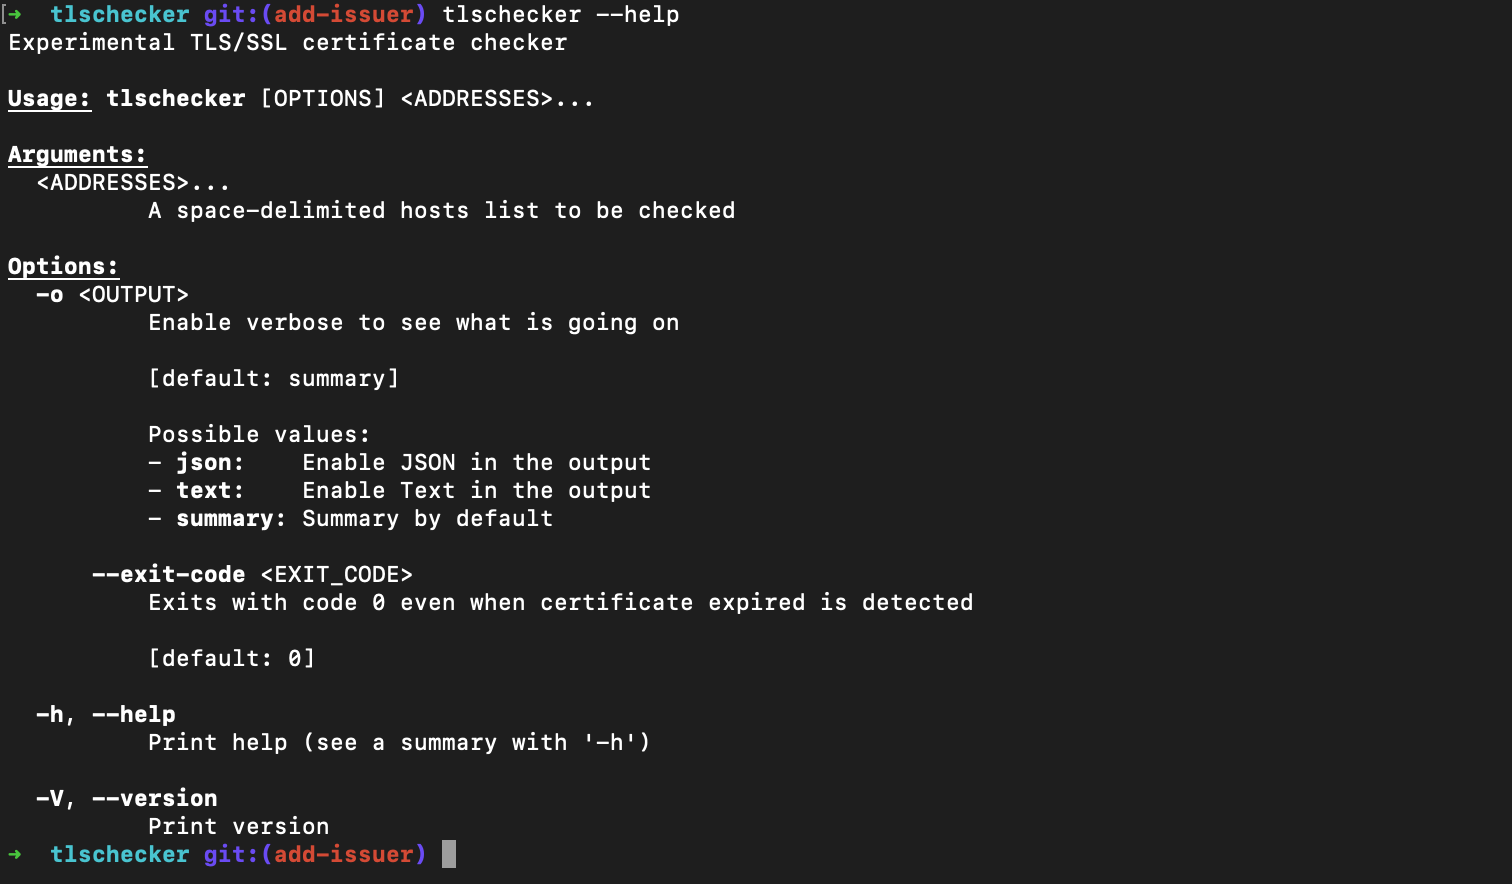 [➜ tlschecker git:(add-issuer) tlschecker --help
Experimental TLS/SSL certificate checker
Usage: tlschecker [OPTIONS] <ADDRESSES>...
Arguments:
<ADDRESSES>...
A space-delimited hosts list to be checked
Options:
-o <OUTPUT>
Enable verbose to see what is going on
[default: summary]
Possible values:
- json: Enable JSON in the output
- text: Enable Text in the output
- summary: Summary by default
--exit-code <EXIT_CODE>
Exits with code 0 even when certificate expired is detected
[default: 0]
-h, --help
Print help (see a summary with '-h')
-V, --version
Print version
➜ tlschecker git:(add-issuer)